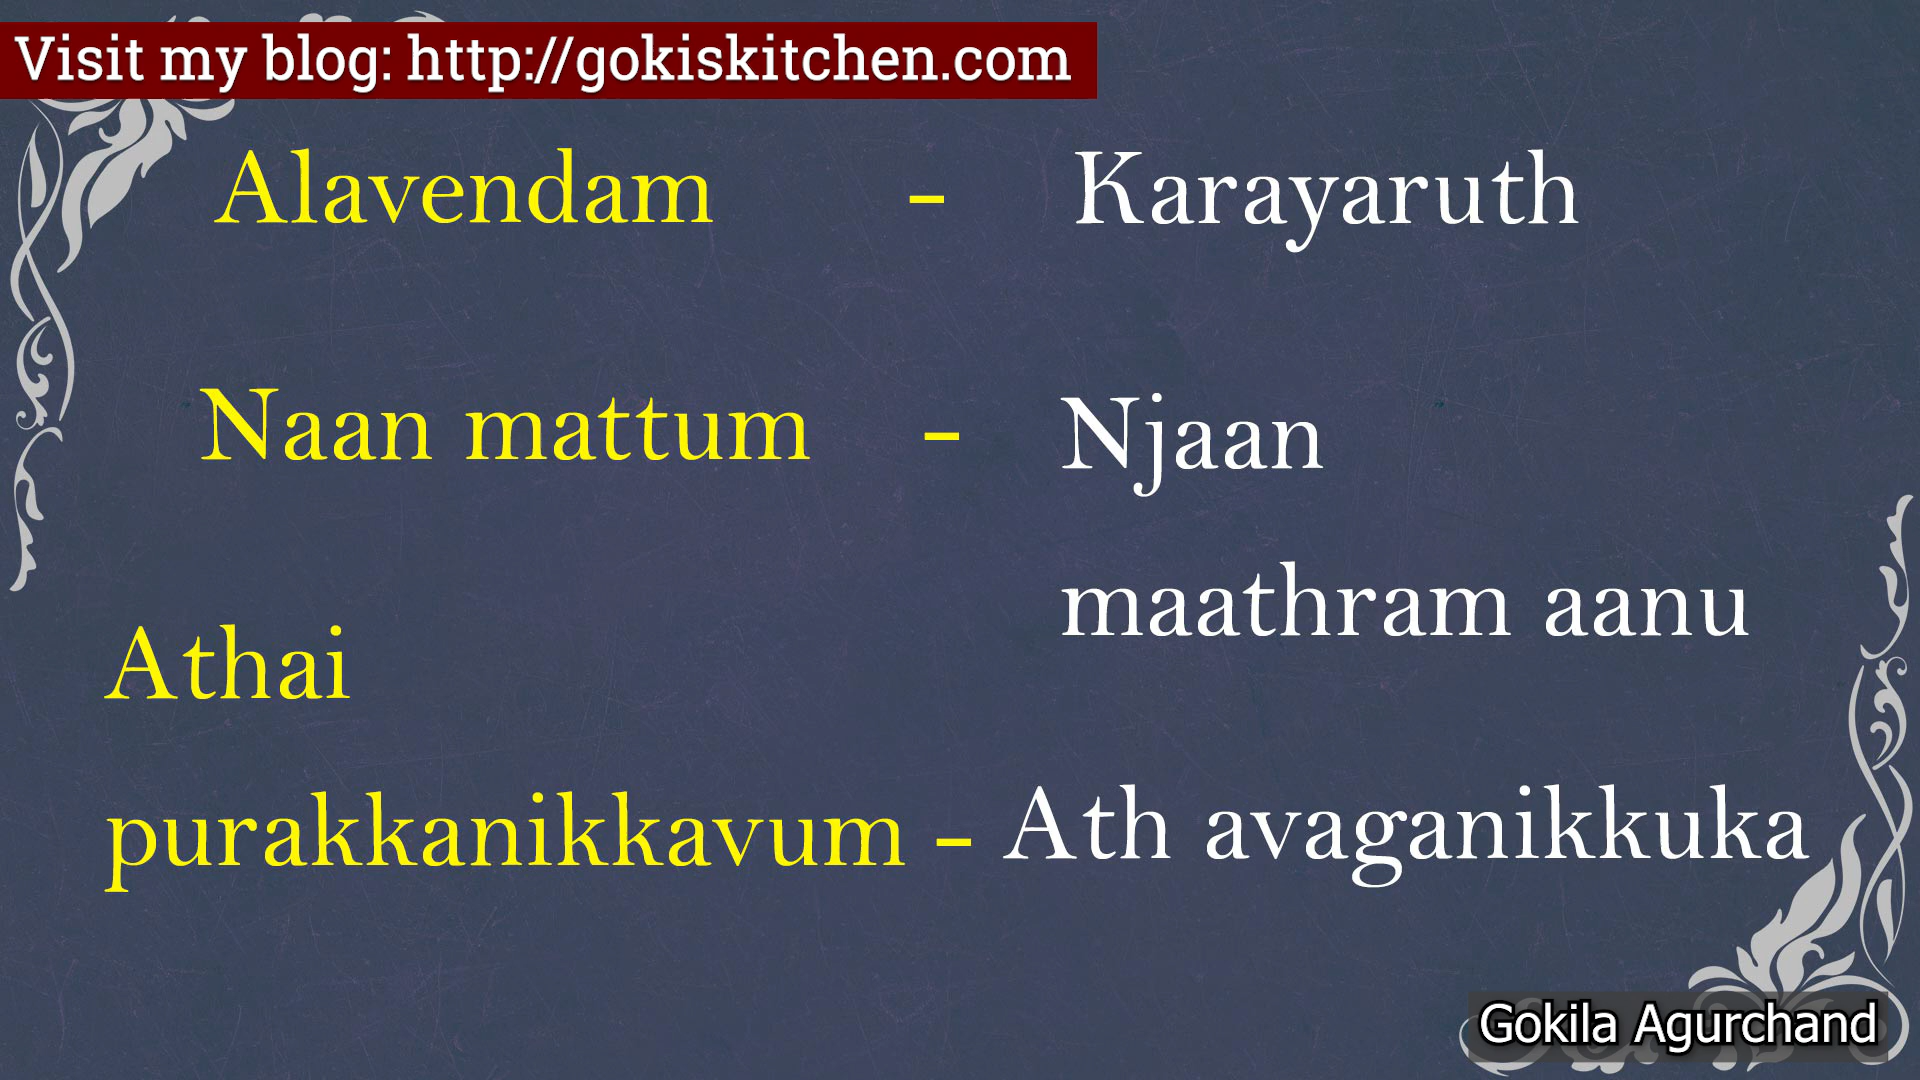 Visit my blog: http://gokiskitchen.com
Alavendam - Karayaruth
Naan mattum - Njaan
maathram aanu
Athai
purakkanikkavum - Ath avaganikkuka
Gokila Agurchand